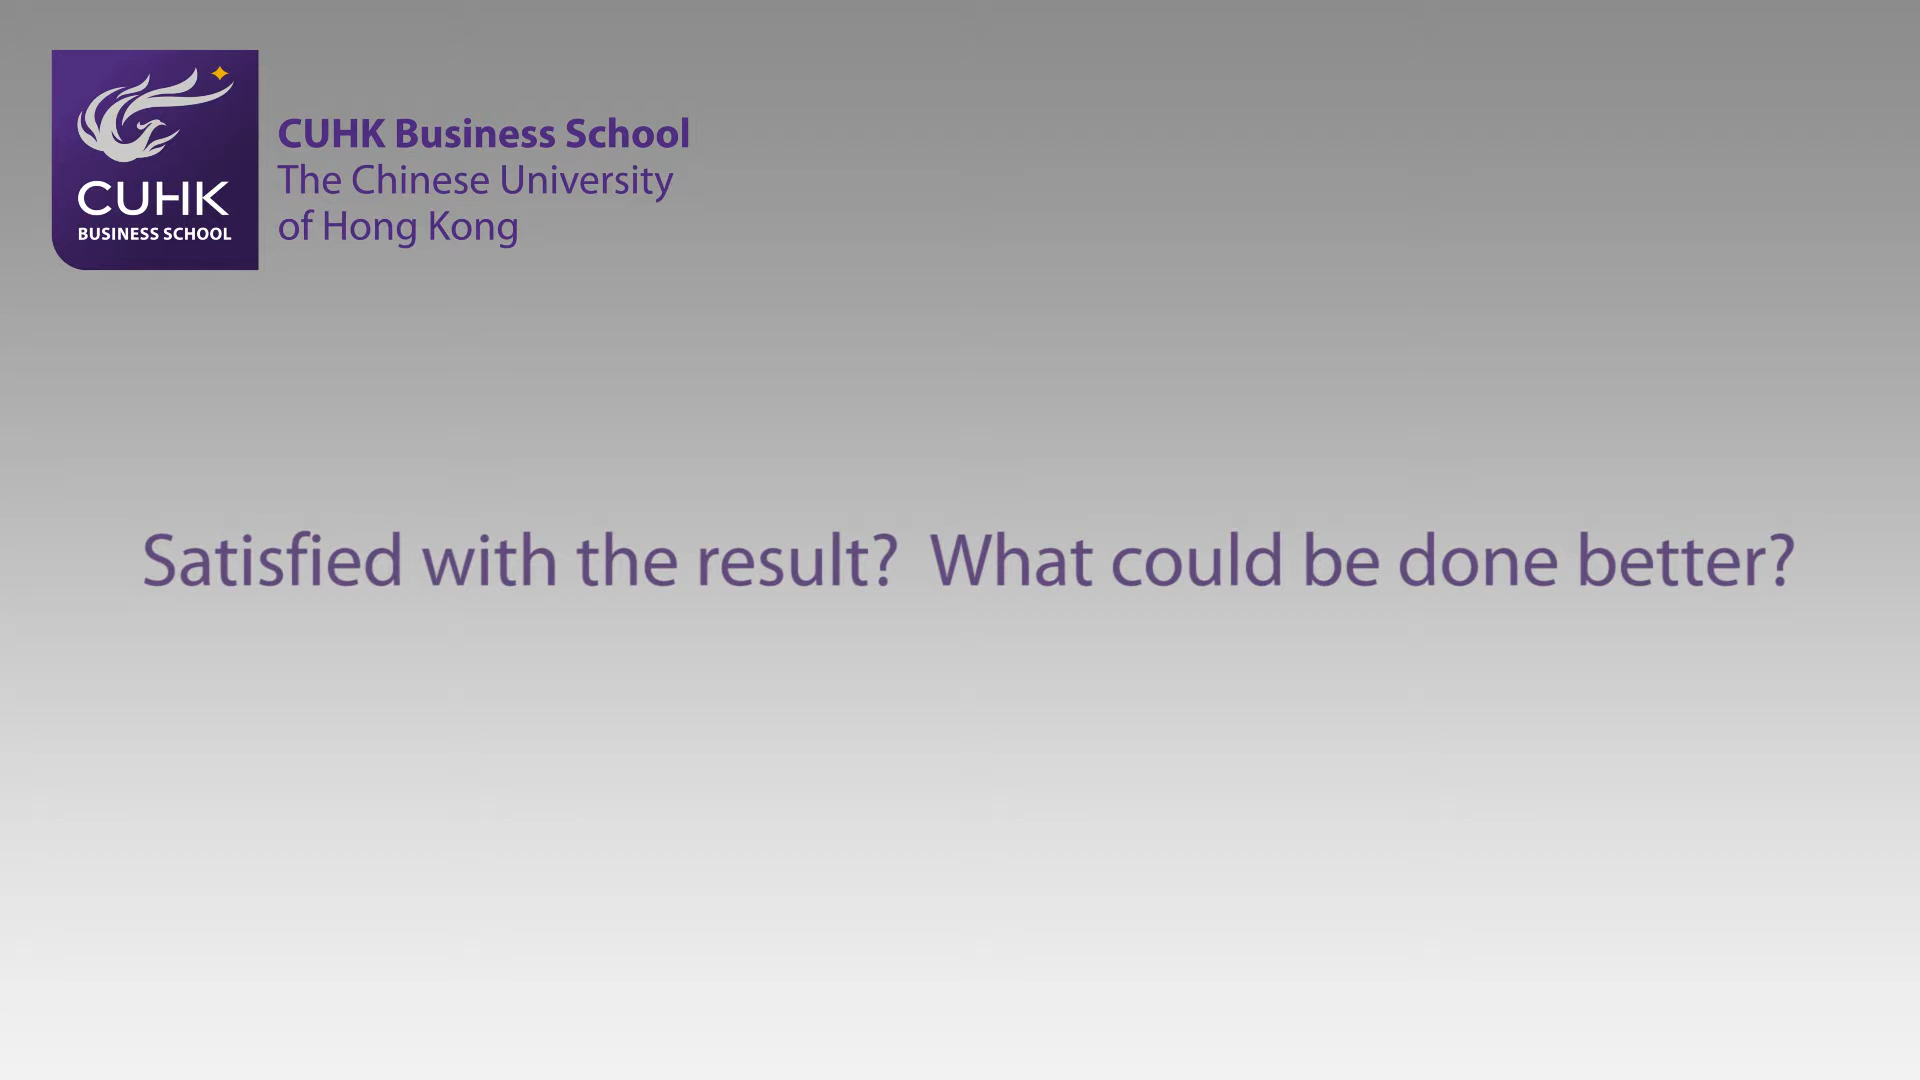 CUHK
BUSINESS SCHOOL
CUHK Business School
The Chinese University
of Hong Kong
Satisfied with the result?  What could be done better?